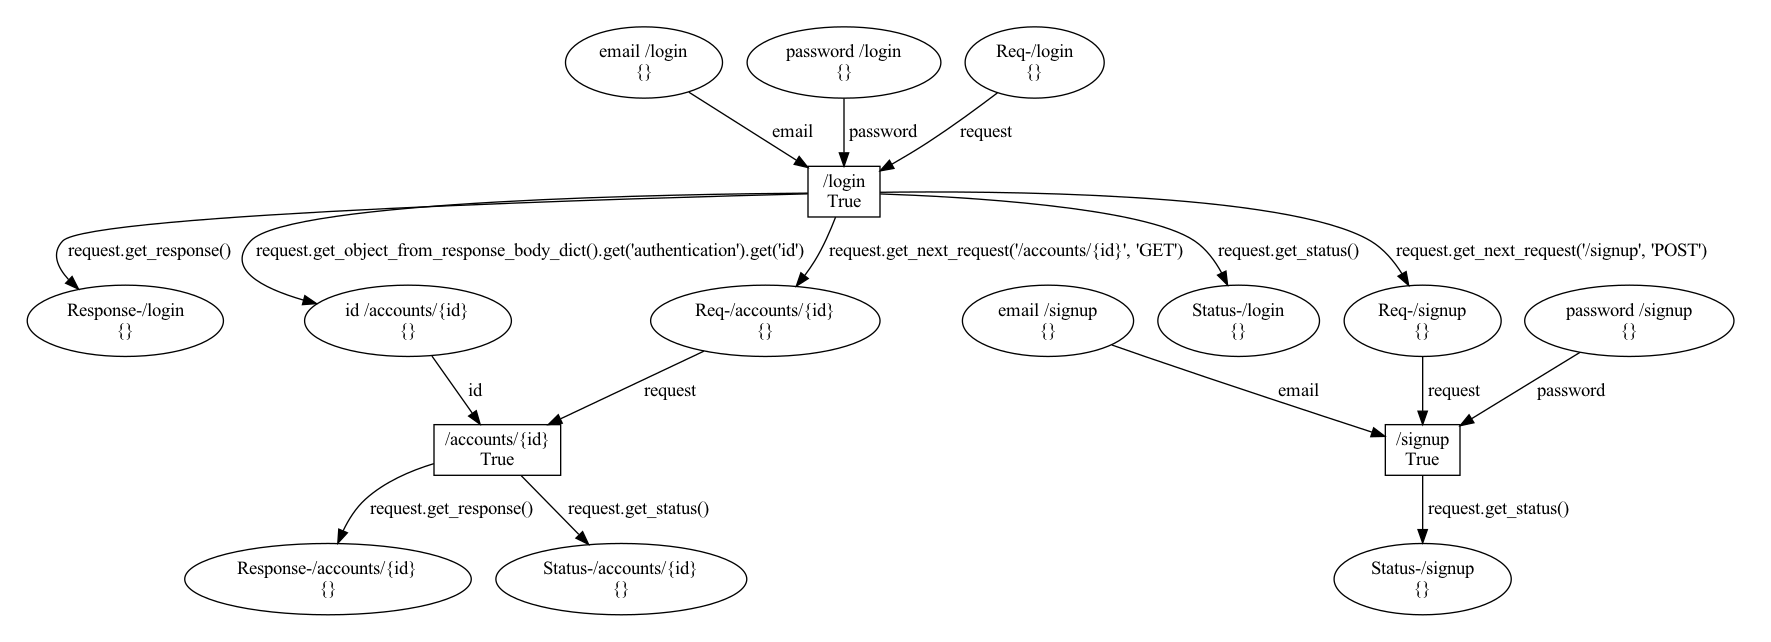 email /login
{}
password /login
{}
Req-/login
{}
email
password
request
/login
True
request.get_response()
request.get_object_from_response_body_dict().get('authentication').get('id')
request.get_next_request('/accounts/{id}', 'GET')
request.get_status()
request.get_next_request('/signup', 'POST')
Response-/login
{}
id /accounts/{id}
{}
Req-/accounts/{id}
{}
email /signup
{}
Status-/login
{}
Req-/signup
{}
password /signup
{}
id
request
email
request
password
/accounts/{id}
True
/signup
True
request.get_response()
request.get_status()
request.get_status()
Response-/accounts/{id}
{}
Status-/accounts/{id}
{}
Status-/signup
{}